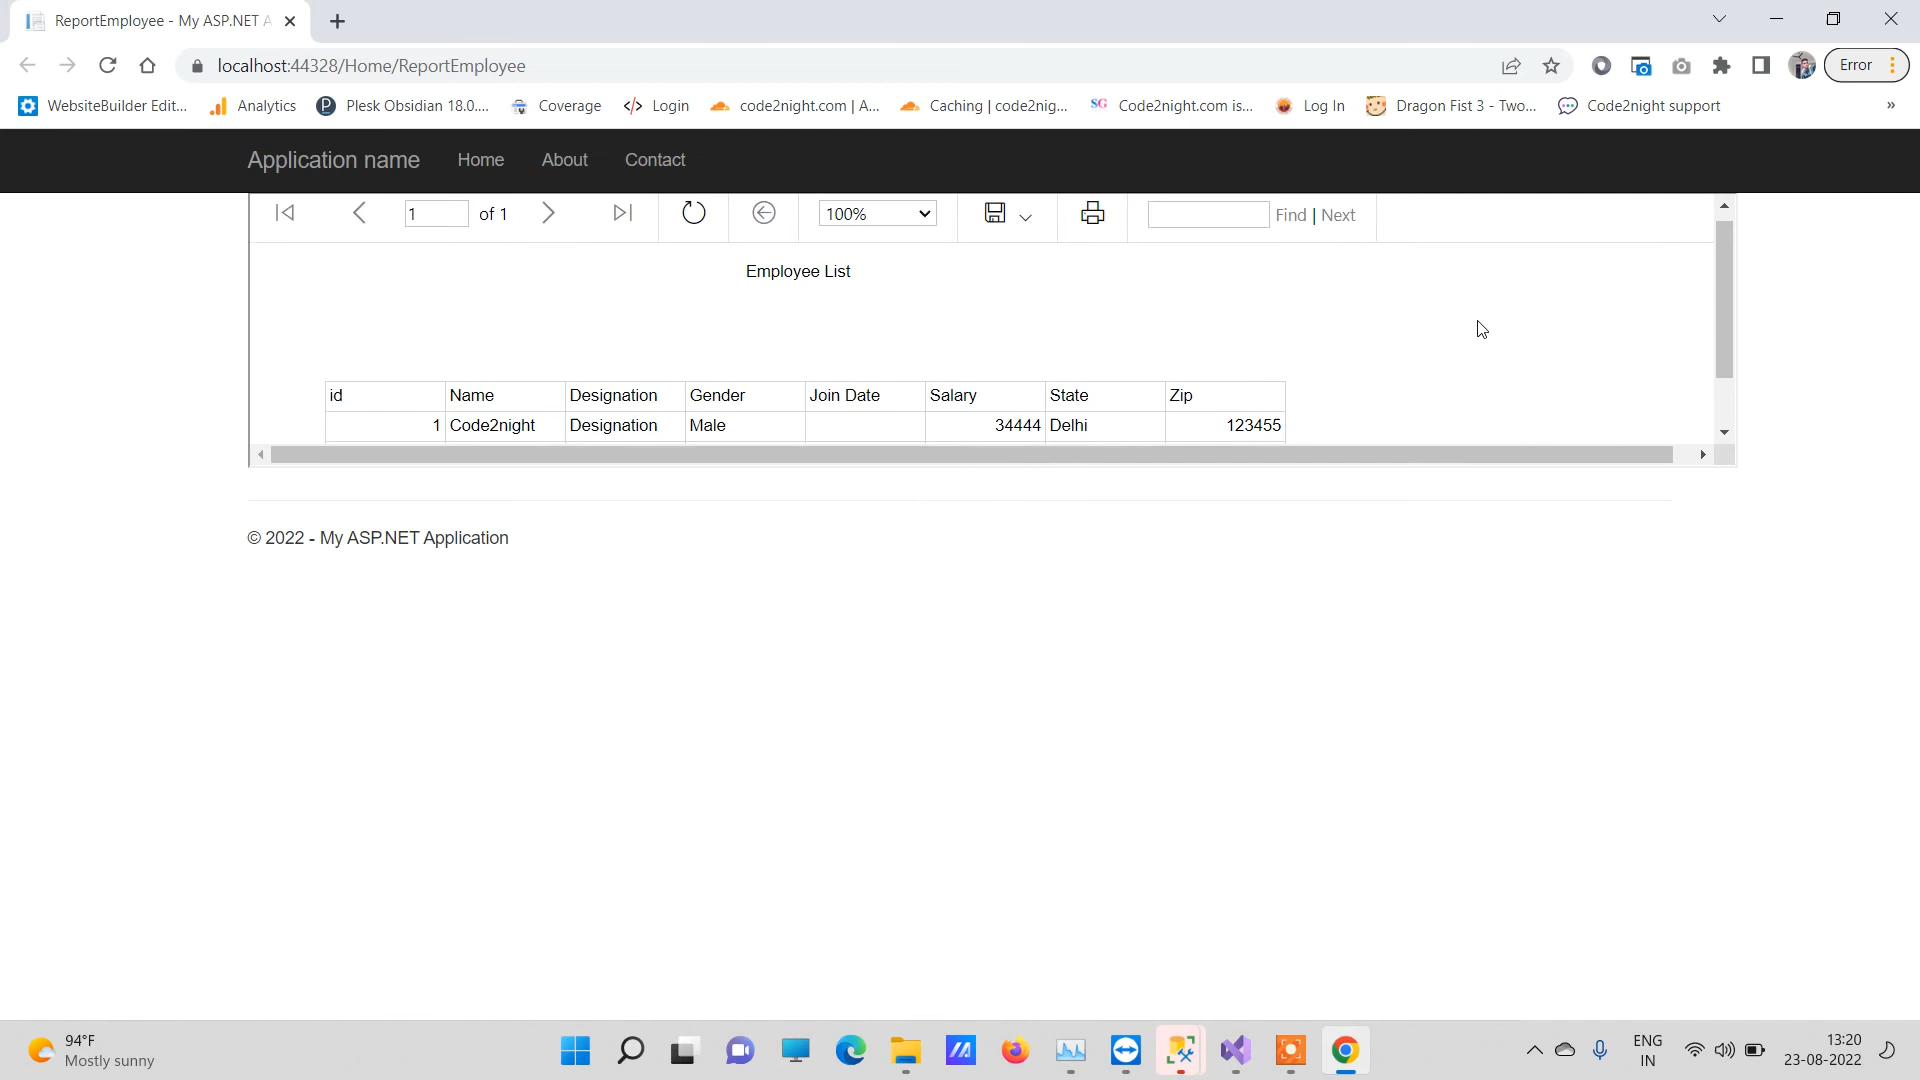 ReportEmployee - My ASP.NET A
localhost:44328/Home/ReportEmployee
Error
WebsiteBuilder Edit... Analytics Plesk Obsidian 18.0.... Coverage Login code2night.com | A... Caching | code2nig... SG Code2night.com is... Log In Dragon Fist 3 - Two... Code2night support »
Application name Home About Contact
1 of 1 100% Find | Next
Employee List
id Name Designation Gender Join Date Salary State Zip
1 Code2night Designation Male 34444 Delhi 123455
© 2022 - My ASP.NET Application
94°F
Mostly sunny
ENG
IN
13:20
23-08-2022